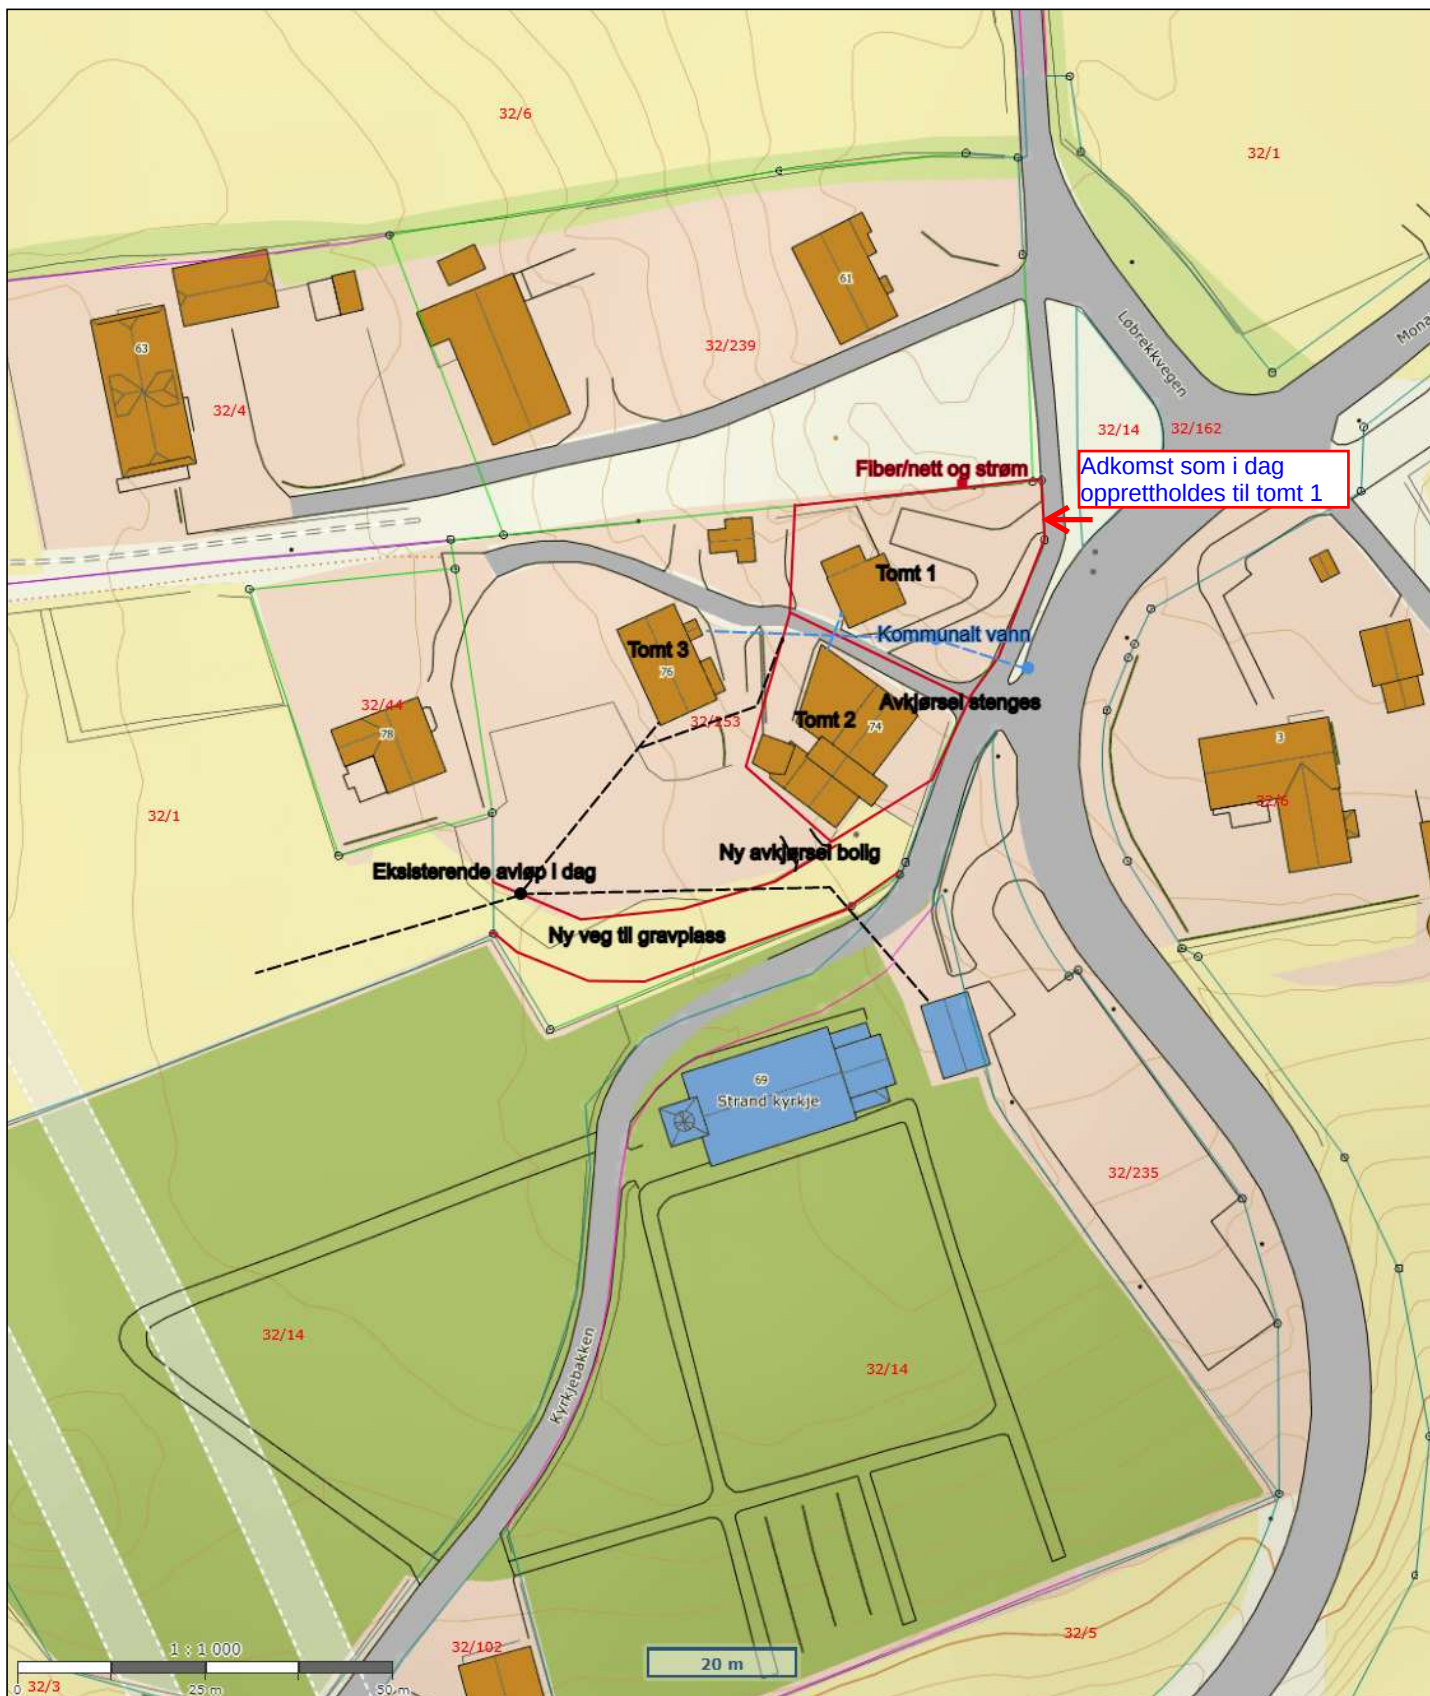 32/6
32/1
61
Løbrekkvegen
63
32/239
32/4
32/14
32/162
Fiber/nett og strøm
Adkomst som i dag
opprettholdes til tomt 1
Tomt 1
Kommunalt vann
Tomt 3
76
32/44
32/253
Tomt 2
74
Avkjørsel stenges
78
3
32/6
32/1
Ny avkjørsel bolig
Eksisterende avløp i dag
Ny veg til gravplass
69
Strand kyrkje
32/235
32/14
32/14
Kyrkjebakken
32/5
32/102
1 : 1 000
20 m
0
32/3
25 m
50 m